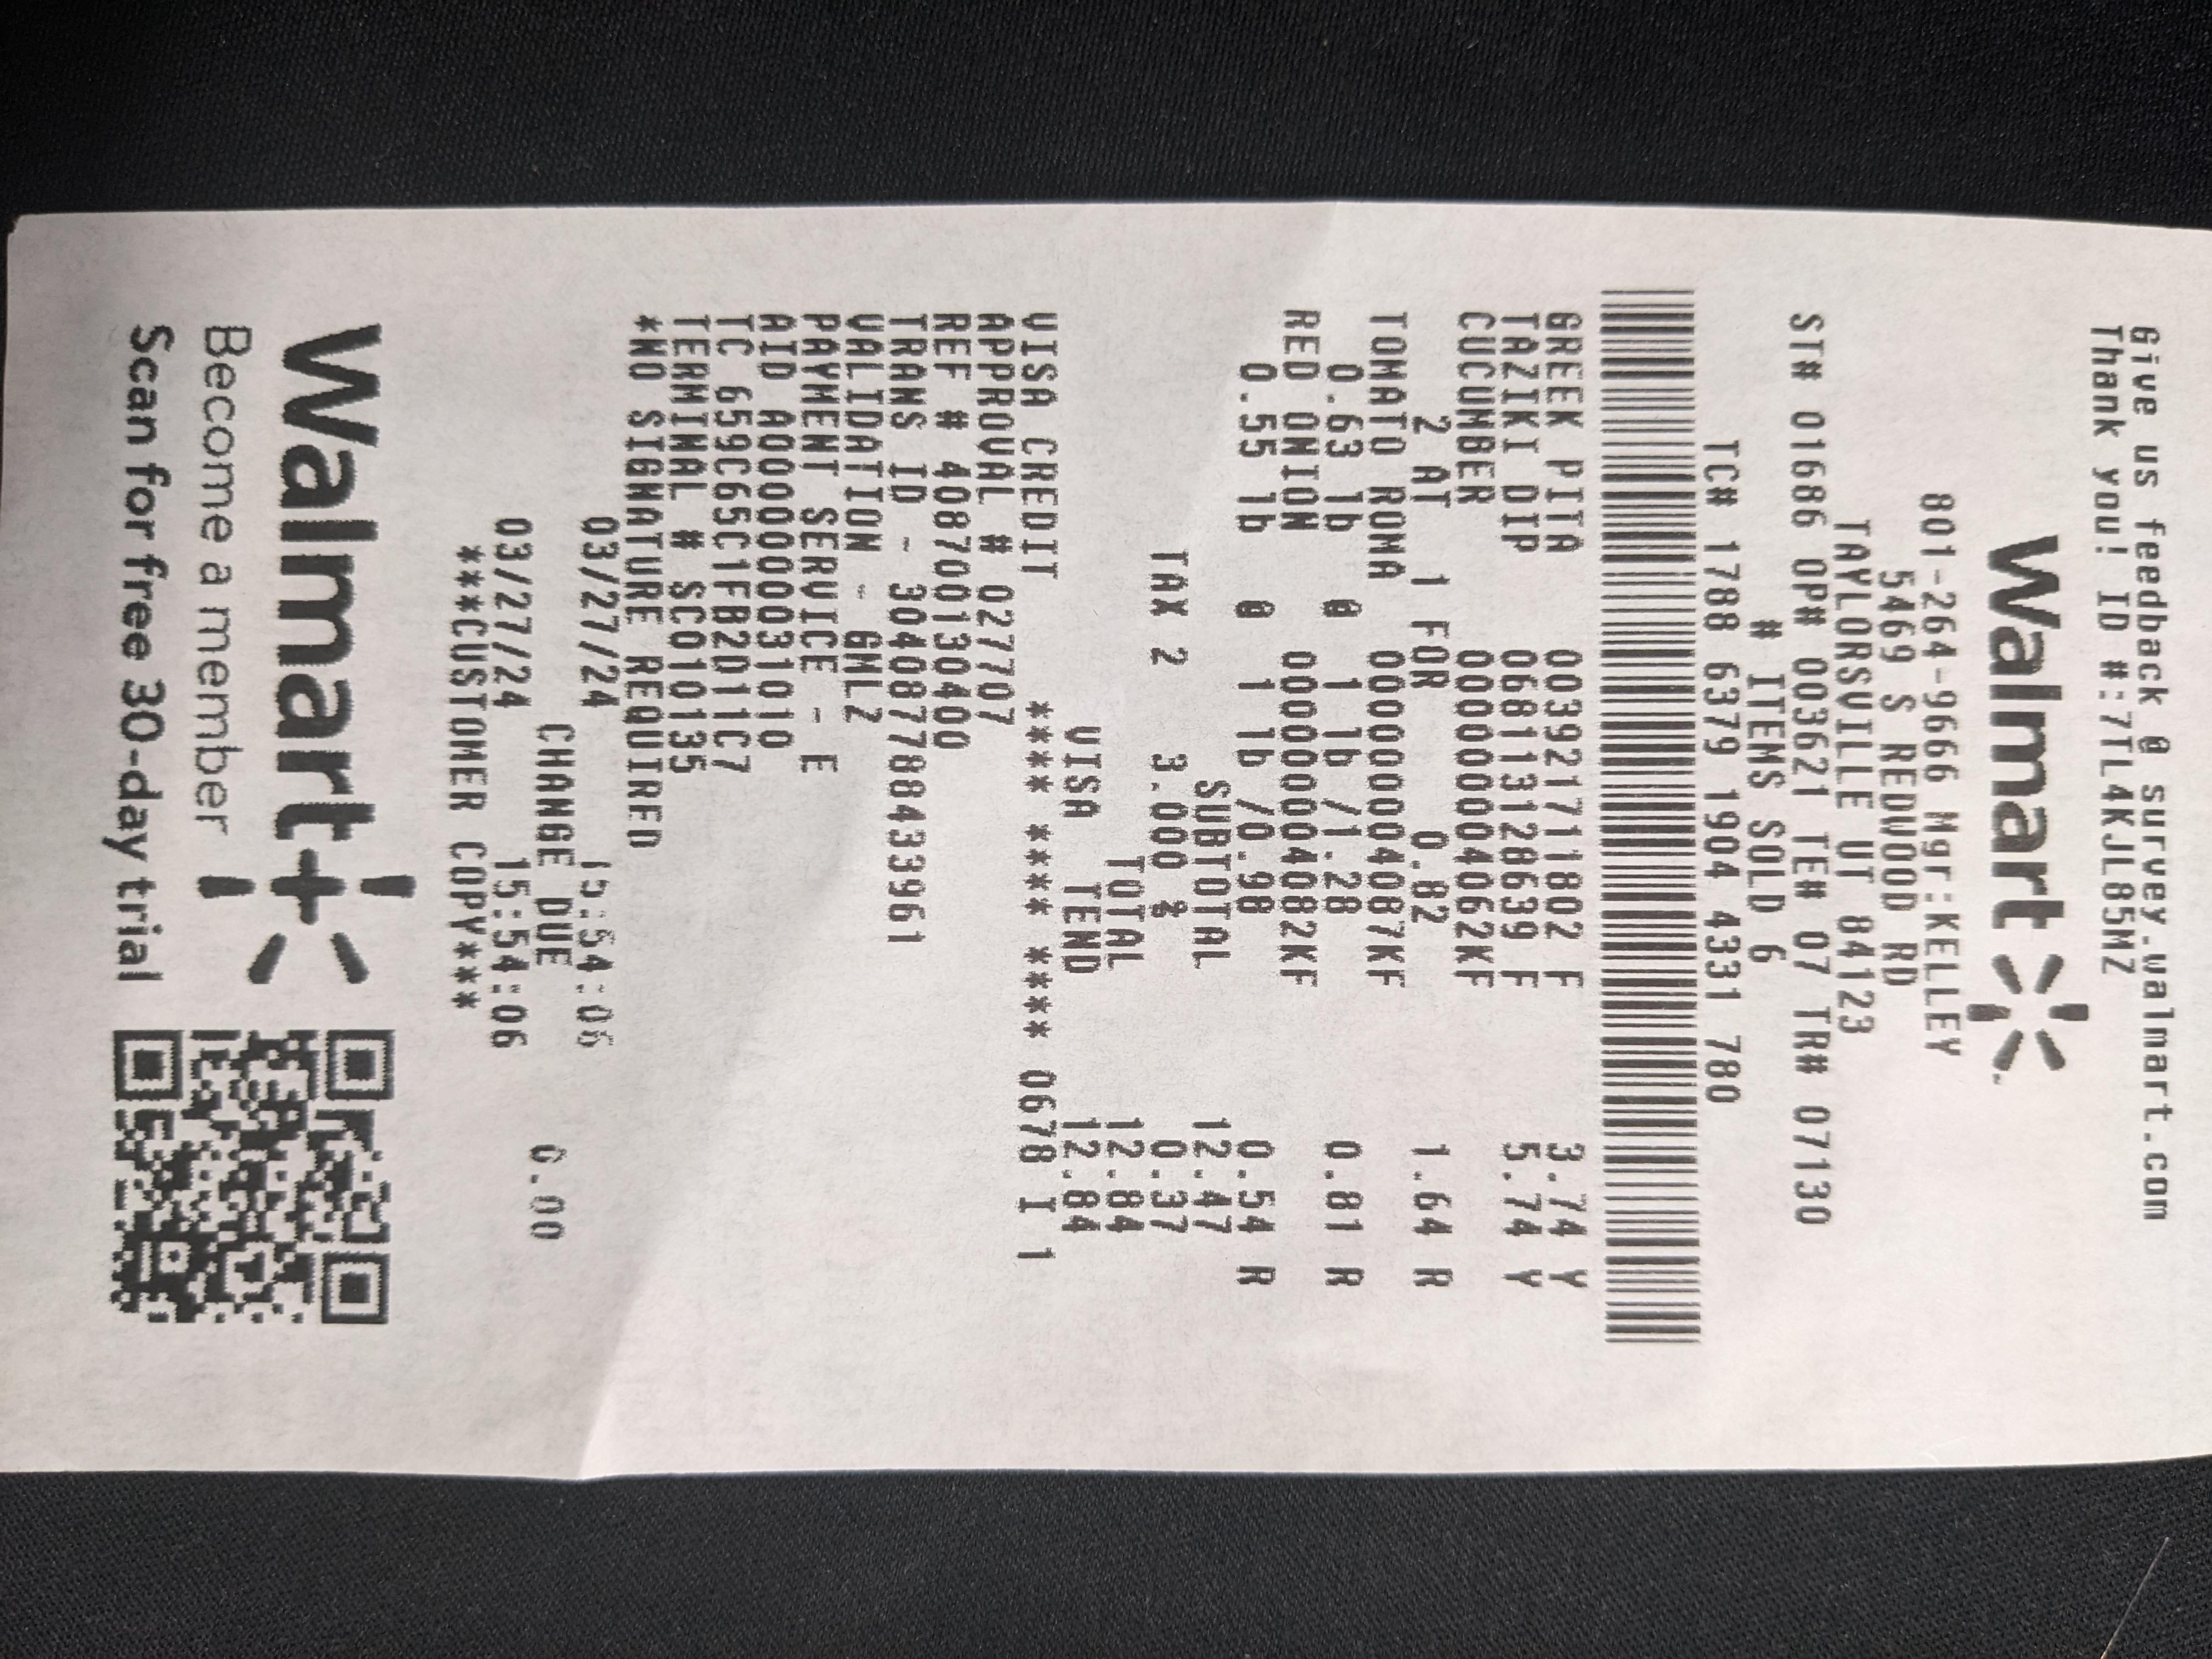 Give us feedback @ survey.walmart.com
Thank you! ID #:7TL4KJL85MZ
Walmart
801-264-9666 Mgr:KELLEY
5469 S REDWOOD RD
TAYLORSVILLE UT 84123
ST# 01686 OP# 003621 TE# 07 TR# 07130
# ITEMS SOLD 6
TC# 1788 6379 1904 4331 780
GREEK PITA 003921711802 F 3.74 Y
TAZIKI DIP 068113128639 F 5.74 Y
CUCUMBER 000000004062KF
2 AT 1 FOR 0.82 1.64 R
TOMATO ROMA 000000004087KF
0.63 lb @ 1 lb /1.28 0.81 R
RED ONION 000000004082KF
0.55 lb @ 1 lb /0.98 0.54 R
SUBTOTAL 12.47
TAX 2 3.000 % 0.37
TOTAL 12.84
VISA TEND 12.84
VISA CREDIT **** **** **** 0678 I 1
APPROVAL # 027707
REF # 408700130400
TRANS ID - 304087788433961
VALIDATION - GMLZ
PAYMENT SERVICE - E
AID A0000000031010
TC 659C65C1FB2D11C7
TERMINAL # SC010135
*NO SIGNATURE REQUIRED
03/27/24 15:54:06
CHANGE DUE 0.00
03/27/24 15:54:06
***CUSTOMER COPY***
Walmart+
Become a member
Scan for free 30-day trial